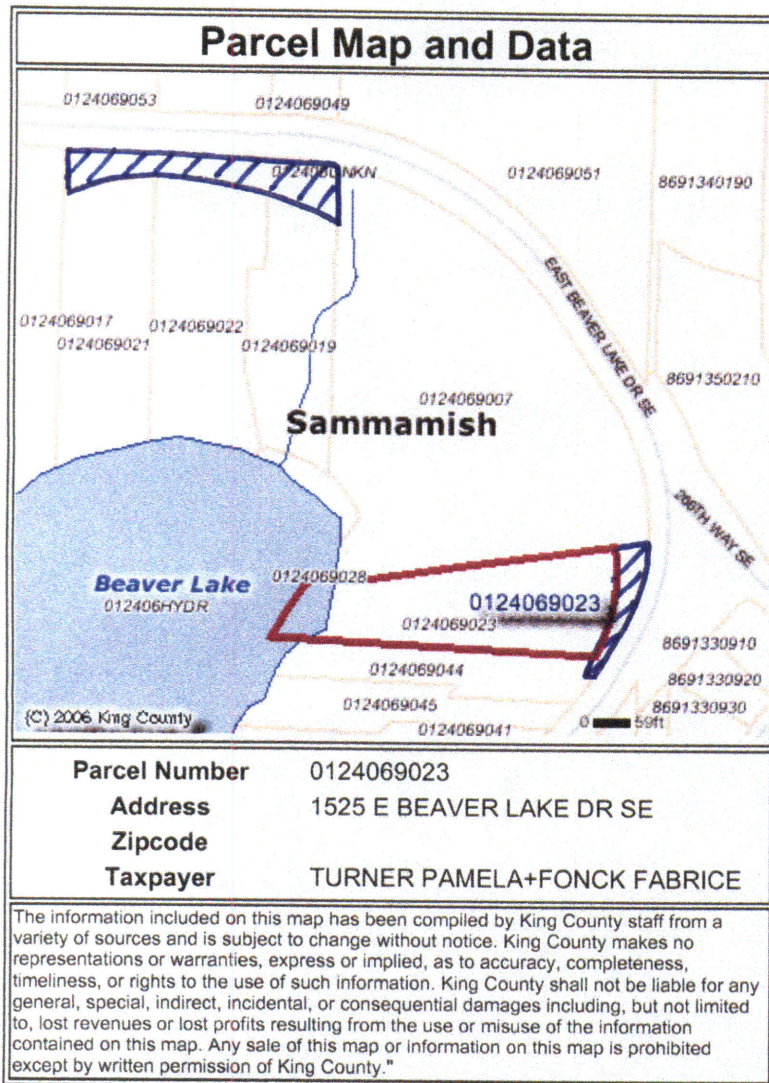 Parcel Map and Data
0124069053
0124069049
0124069051
8691340190
EAST BEAVER LAKE DR SE
0124069017
0124069022
0124069021
0124069019
0124069007
8691350210
Sammamish
266TH WAY SE
Beaver Lake
012406HYDR
0124069028
0124069023
0124069023
8691330910
0124069044
8691330920
0124069045
8691330930
0124069041
(C) 2006 King County
0 59ft
Parcel Number 0124069023
Address 1525 E BEAVER LAKE DR SE
Zipcode
Taxpayer TURNER PAMELA+FONCK FABRICE
The information included on this map has been compiled by King County staff from a
variety of sources and is subject to change without notice. King County makes no
representations or warranties, express or implied, as to accuracy, completeness,
timeliness, or rights to the use of such information. King County shall not be liable for any
general, special, indirect, incidental, or consequential damages including, but not limited
to, lost revenues or lost profits resulting from the use or misuse of the information
contained on this map. Any sale of this map or information on this map is prohibited
except by written permission of King County."